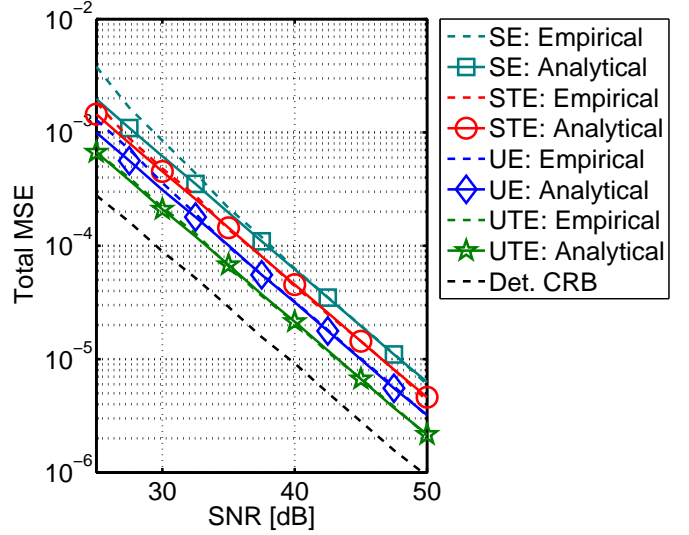 10^-2
10^-3
10^-4
10^-5
10^-6
Total MSE
30
40
50
SNR [dB]
SE: Empirical
SE: Analytical
STE: Empirical
STE: Analytical
UE: Empirical
UE: Analytical
UTE: Empirical
UTE: Analytical
Det. CRB